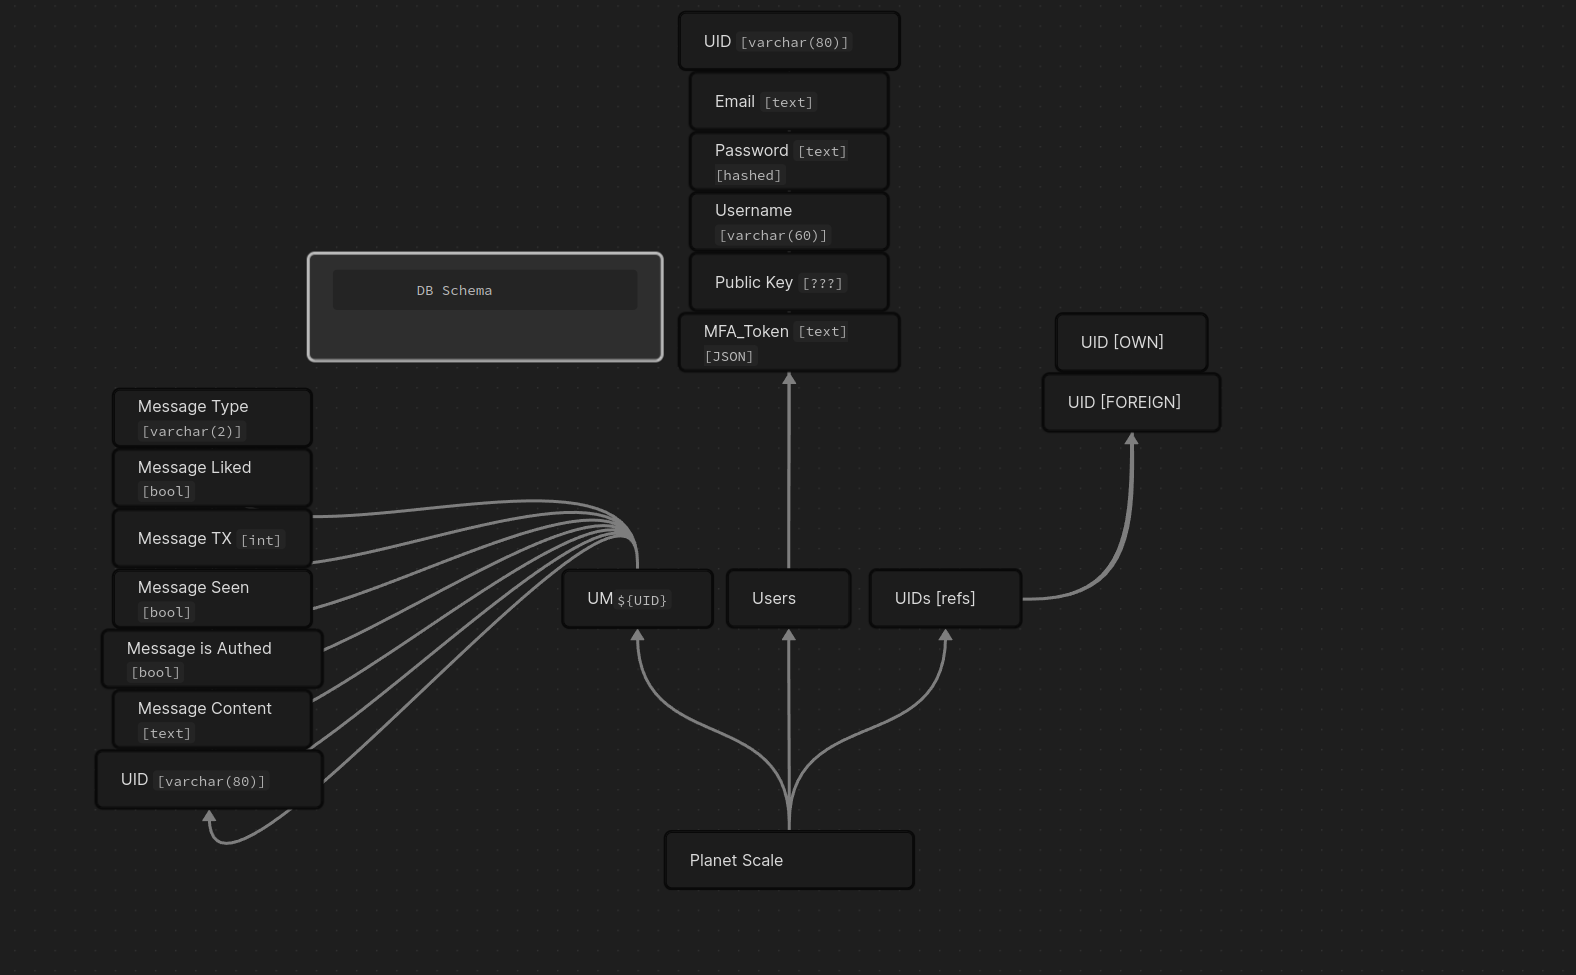 UID [varchar(80)]
Email [text]
Password [text]
[hashed]
Username
[varchar(60)]
Public Key [???]
MFA_Token [text]
[JSON]
DB Schema
UID [OWN]
UID [FOREIGN]
Message Type
[varchar(2)]
Message Liked
[bool]
Message TX [int]
Message Seen
[bool]
Message is Authed
[bool]
Message Content
[text]
UID [varchar(80)]
UM ${UID}
Users
UIDs [refs]
Planet Scale